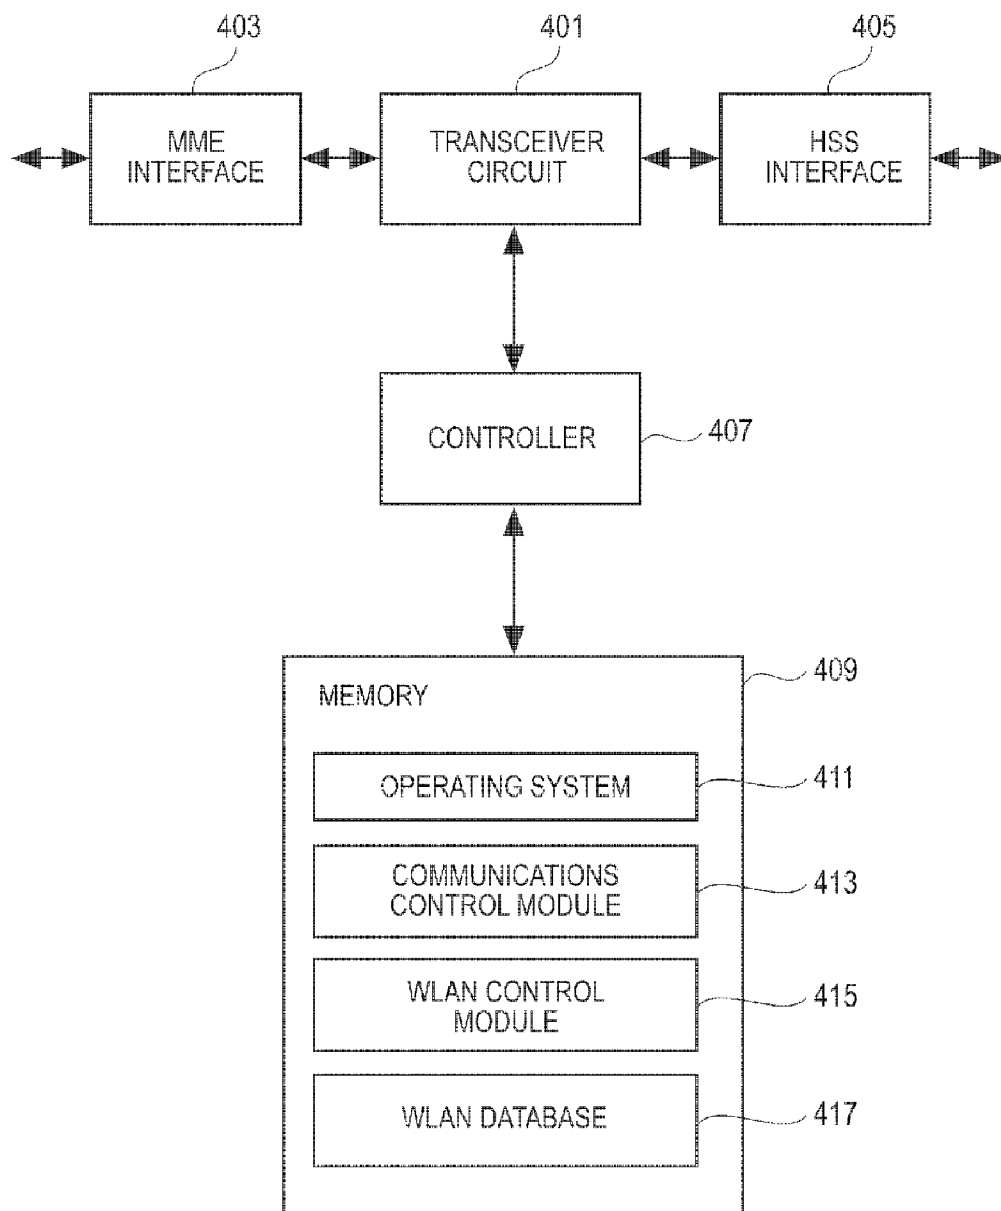 403
401
405
MME
INTERFACE
TRANSCEIVER
CIRCUIT
HSS
INTERFACE
CONTROLLER
407
409
MEMORY
OPERATING SYSTEM
411
COMMUNICATIONS
CONTROL MODULE
413
WLAN CONTROL
MODULE
415
WLAN DATABASE
417